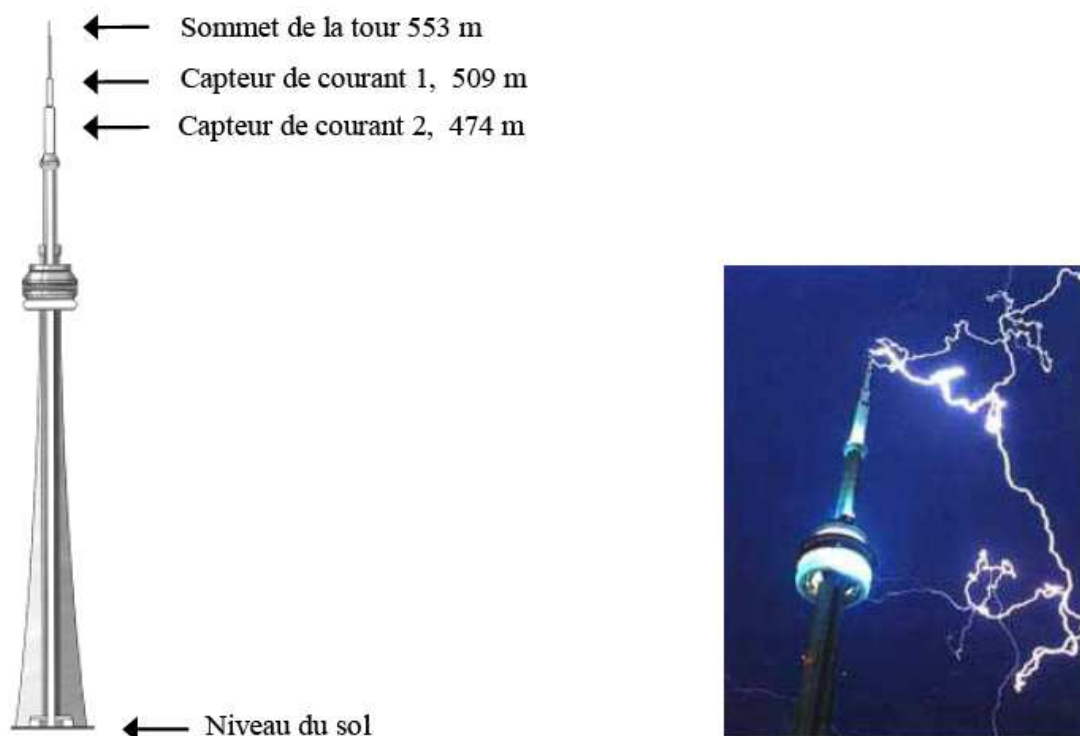 Sommet de la tour 553 m
Capteur de courant 1, 509 m
Capteur de courant 2, 474 m
Niveau du sol